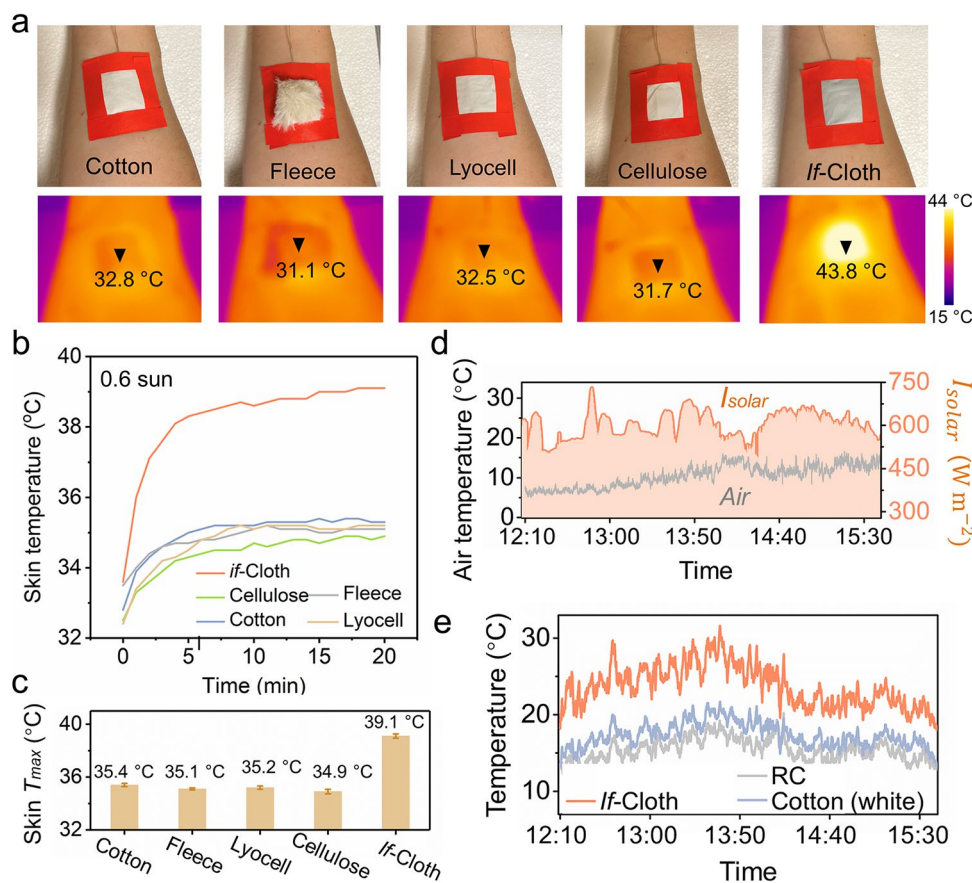 a
Cotton
Fleece
Lyocell
Cellulose
If-Cloth
32.8 °C
31.1 °C
32.5 °C
31.7 °C
43.8 °C
44 °C
15 °C
b
0.6 sun
Skin temperature (°C)
40
38
36
34
32
if-Cloth
Cellulose
Fleece
Cotton
Lyocell
0 5 10 15 20
Time (min)
c
Skin Tmax (°C)
40
36
32
35.4 °C
35.1 °C
35.2 °C
34.9 °C
39.1 °C
Cotton
Fleece
Lyocell
Cellulose
If-Cloth
d
Air temperature (°C)
30
20
10
0
Isolar
Air
750
600
450
300
Isolar (W m−2)
12:10 13:00 13:50 14:40 15:30
Time
e
Temperature (°C)
30
20
10
RC
If-Cloth
Cotton (white)
12:10 13:00 13:50 14:40 15:30
Time